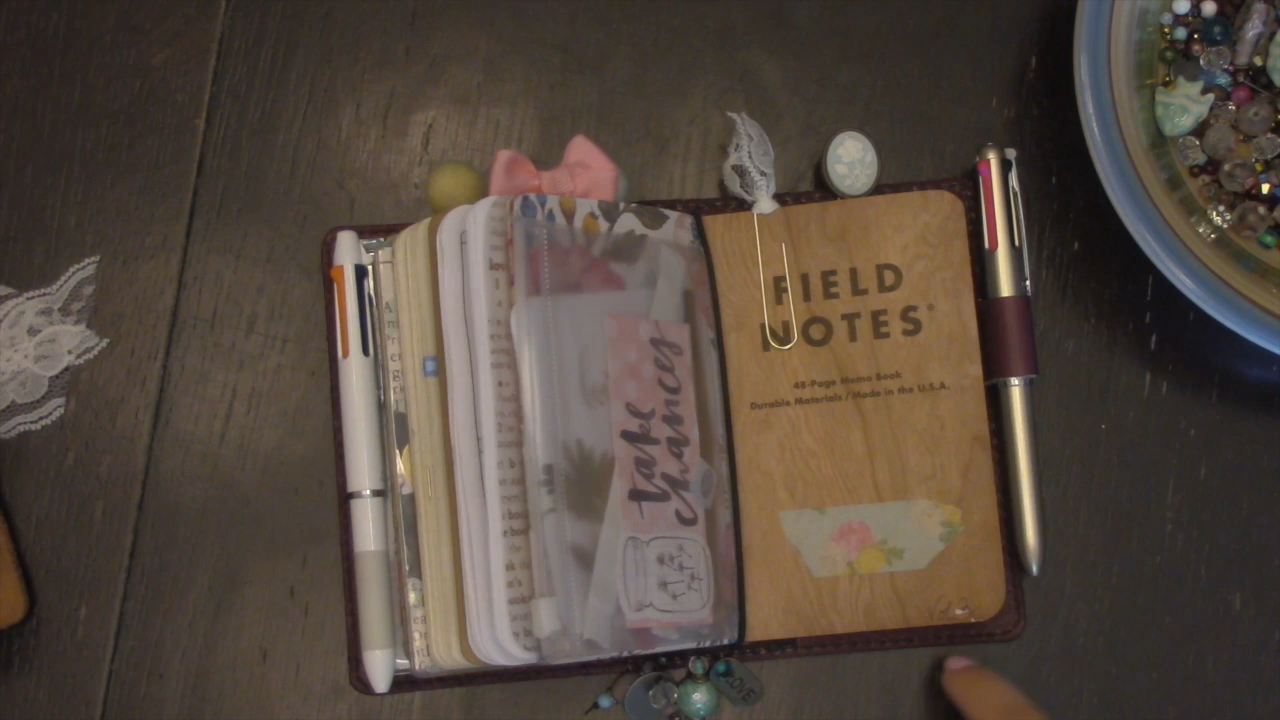 take
chances
FIELD
NOTES®
48-Page Memo Book
Durable Materials / Made in the U.S.A.
LOVE